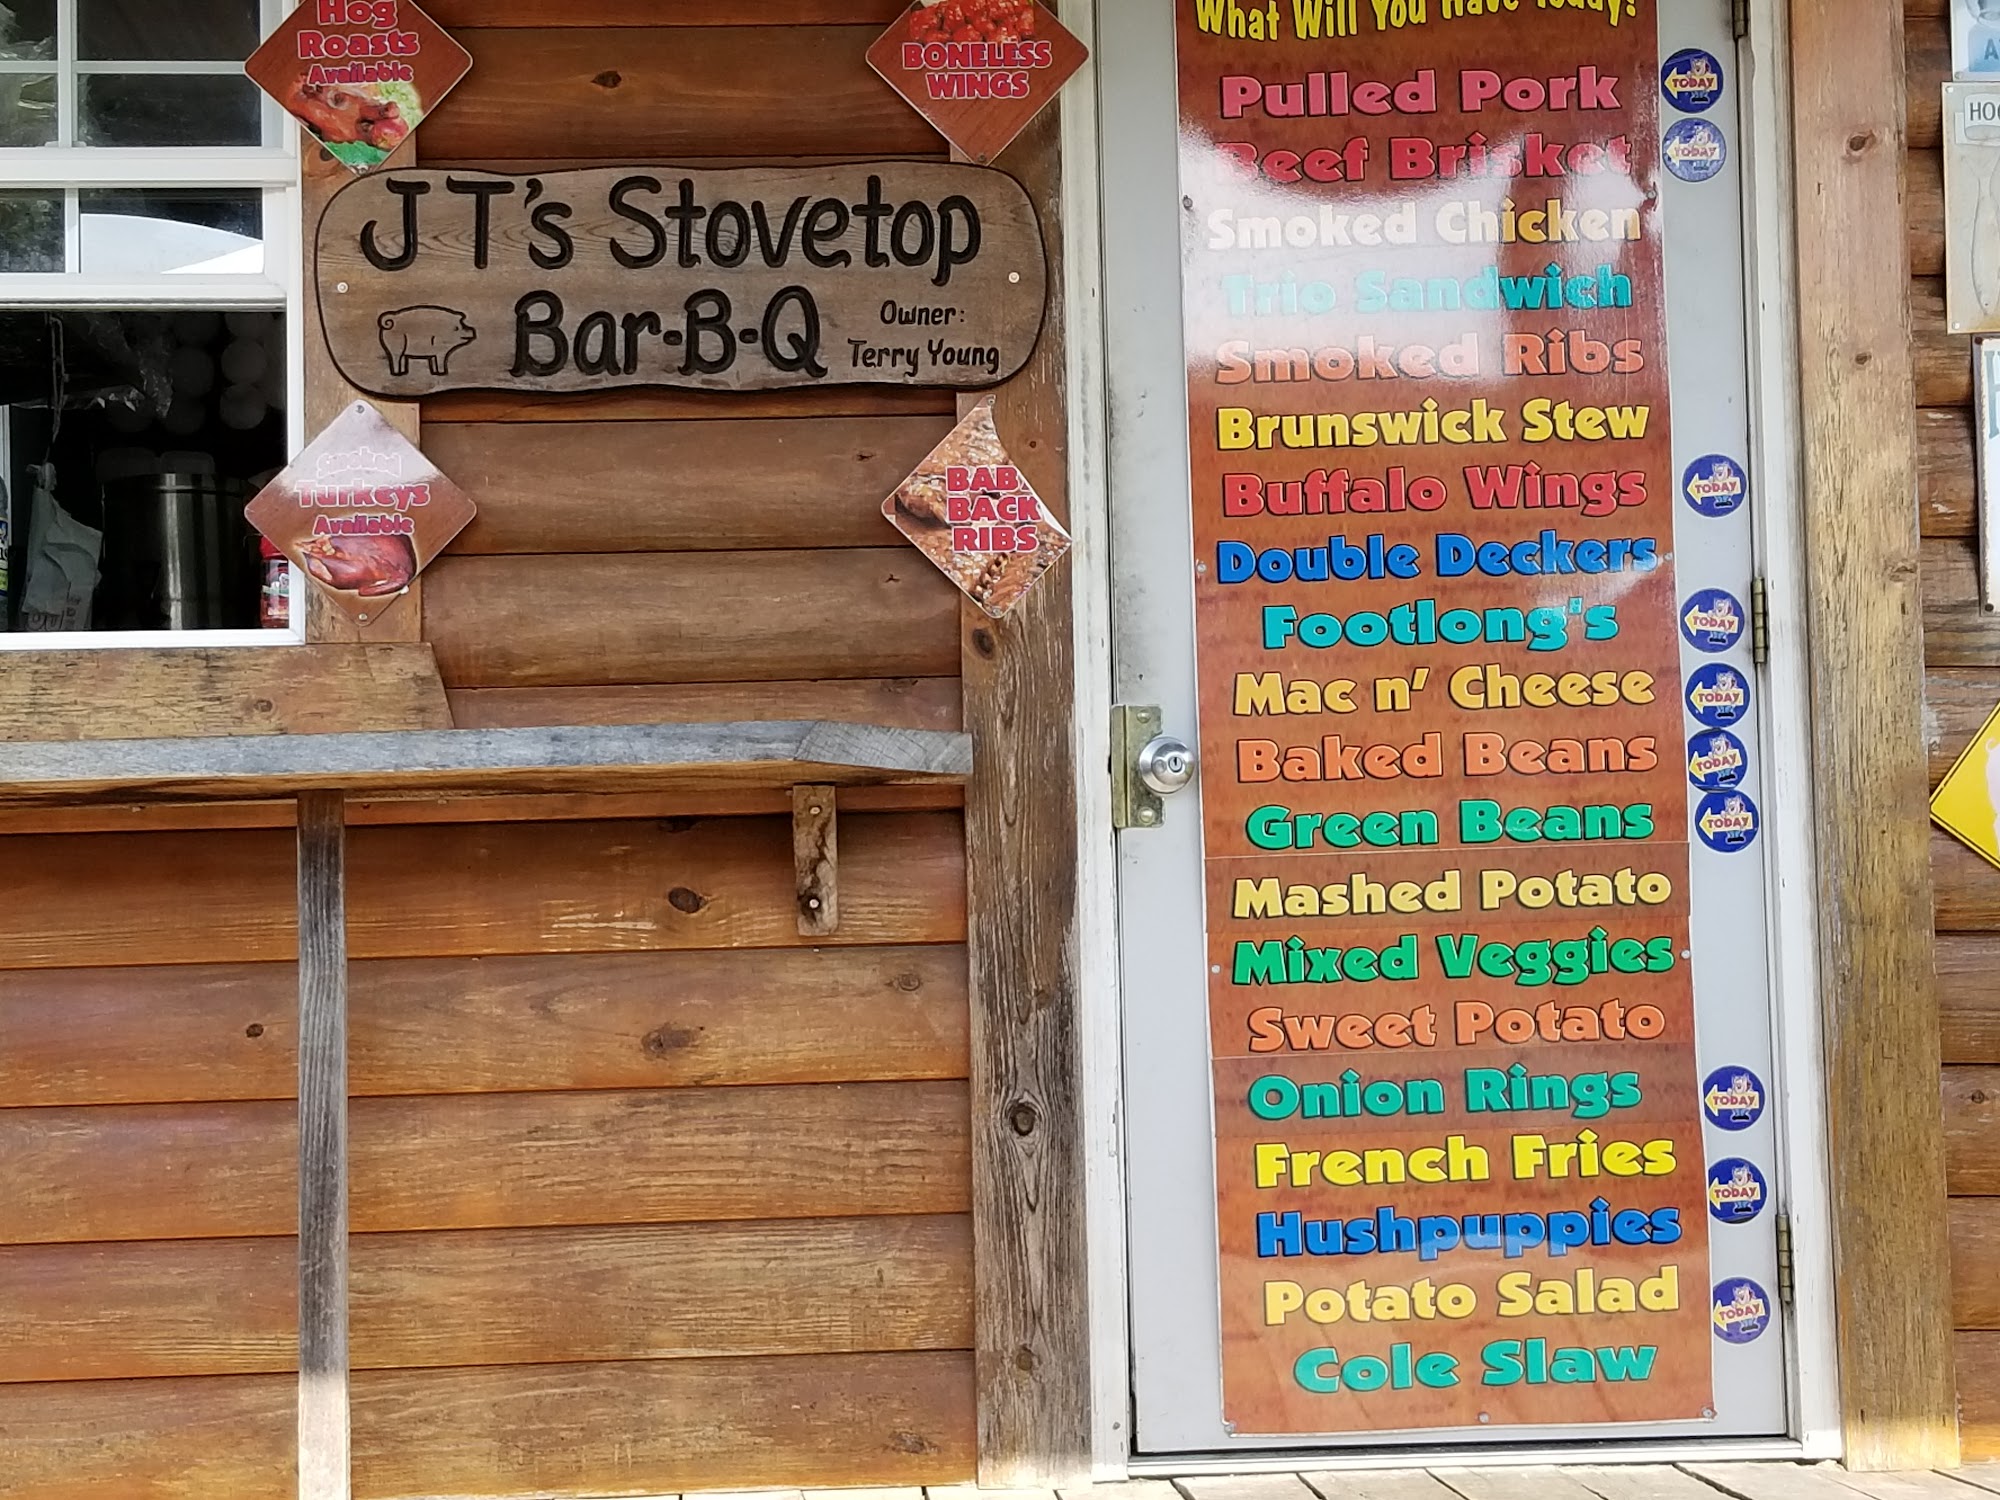 Hog
Roasts
Available
BONELESS
WINGS
JT's Stovetop
Bar-B-Q
Owner:
Terry Young
Smoked
Turkeys
Available
BABY
BACK
RIBS
What Will You Have Today?
Pulled Pork
TODAY
Beef Brisket
TODAY
Smoked Chicken
Trio Sandwich
Smoked Ribs
Brunswick Stew
Buffalo Wings
TODAY
Double Deckers
Footlong's
TODAY
Mac n' Cheese
TODAY
Baked Beans
TODAY
Green Beans
TODAY
Mashed Potato
Mixed Veggies
Sweet Potato
Onion Rings
TODAY
French Fries
Hushpuppies
TODAY
Potato Salad
TODAY
Cole Slaw